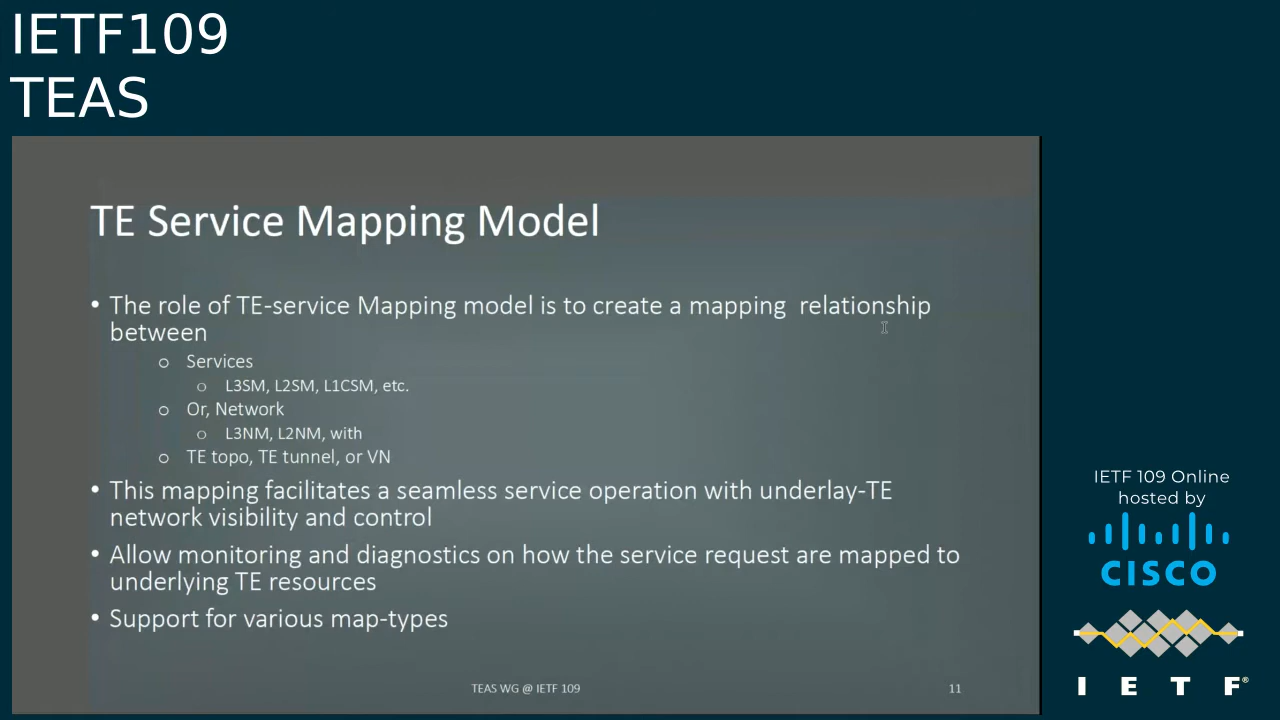 IETF109
TEAS
TE Service Mapping Model
• The role of TE-service Mapping model is to create a mapping relationship
between
o Services
o L3SM, L2SM, L1CSM, etc.
o Or, Network
o L3NM, L2NM, with
o TE topo, TE tunnel, or VN
• This mapping facilitates a seamless service operation with underlay-TE
network visibility and control
• Allow monitoring and diagnostics on how the service request are mapped to
underlying TE resources
• Support for various map-types
TEAS WG @ IETF 109
11
IETF 109 Online
hosted by
CISCO
I E T F®